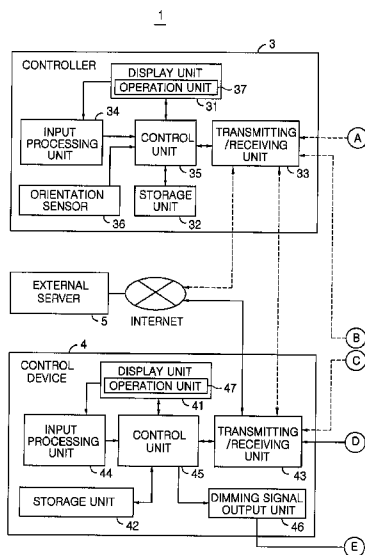 1
3
CONTROLLER
DISPLAY UNIT
OPERATION UNIT
37
34
31
INPUT
PROCESSING
UNIT
CONTROL
UNIT
35
TRANSMITTING
/RECEIVING
UNIT
33
A
ORIENTATION
SENSOR
36
STORAGE
UNIT
32
EXTERNAL
SERVER
5
INTERNET
B
4
C
CONTROL
DEVICE
DISPLAY UNIT
OPERATION UNIT
47
41
INPUT
PROCESSING
UNIT
44
CONTROL
UNIT
45
TRANSMITTING
/RECEIVING
UNIT
43
D
STORAGE UNIT
42
DIMMING SIGNAL
OUTPUT UNIT
46
E